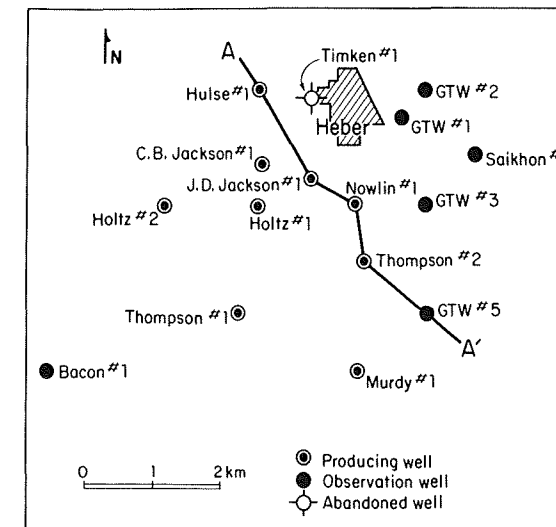 N
A
Timken #1
Hulse #1
GTW #2
GTW #1
Heber
C.B. Jackson #1
Saikhon #
J.D. Jackson #1
Nowlin #1
GTW #3
Holtz #2
Holtz #1
Thompson #2
Thompson #1
GTW #5
A'
Bacon #1
Murdy #1
0 1 2 km
Producing well
Observation well
Abandoned well